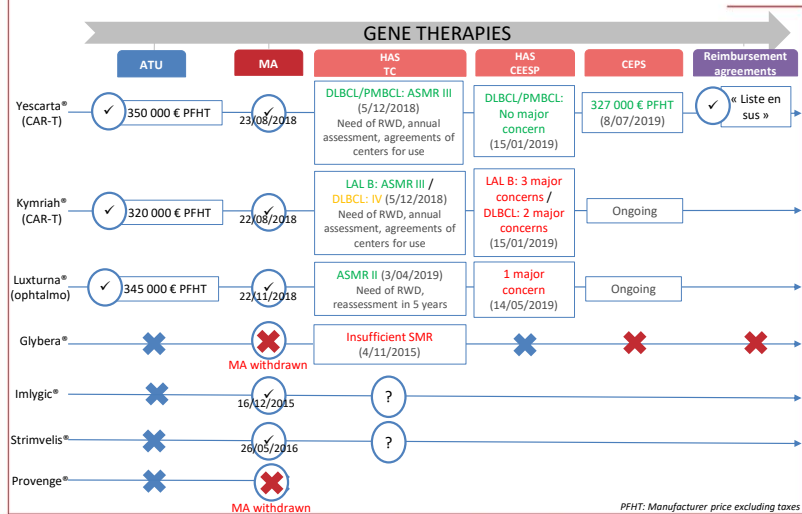 GENE THERAPIES
ATU
MA
HAS
TC
HAS
CEESP
CEPS
Reimbursement
agreements
Yescarta®
(CAR-T)
✓
350 000 € PFHT
✓
23/08/2018
DLBCL/PMBCL: ASMR III
(5/12/2018)
Need of RWD, annual
assessment, agreements of
centers for use
DLBCL/PMBCL:
No major
concern
(15/01/2019)
327 000 € PFHT
(8/07/2019)
✓
« Liste en
sus »
Kymriah®
(CAR-T)
✓
320 000 € PFHT
✓
22/08/2018
LAL B: ASMR III /
DLBCL: IV (5/12/2018)
Need of RWD, annual
assessment, agreements of
centers for use
LAL B: 3 major
concerns /
DLBCL: 2 major
concerns
(15/01/2019)
Ongoing
Luxturna®
(ophtalmo)
✓
345 000 € PFHT
✓
22/11/2018
ASMR II (3/04/2019)
Need of RWD,
reassessment in 5 years
1 major
concern
(14/05/2019)
Ongoing
Glybera®
MA withdrawn
Insufficient SMR
(4/11/2015)
Imlygic®
✓
16/12/2015
?
Strimvelis®
✓
26/05/2016
?
Provenge®
MA withdrawn
PFHT: Manufacturer price excluding taxes